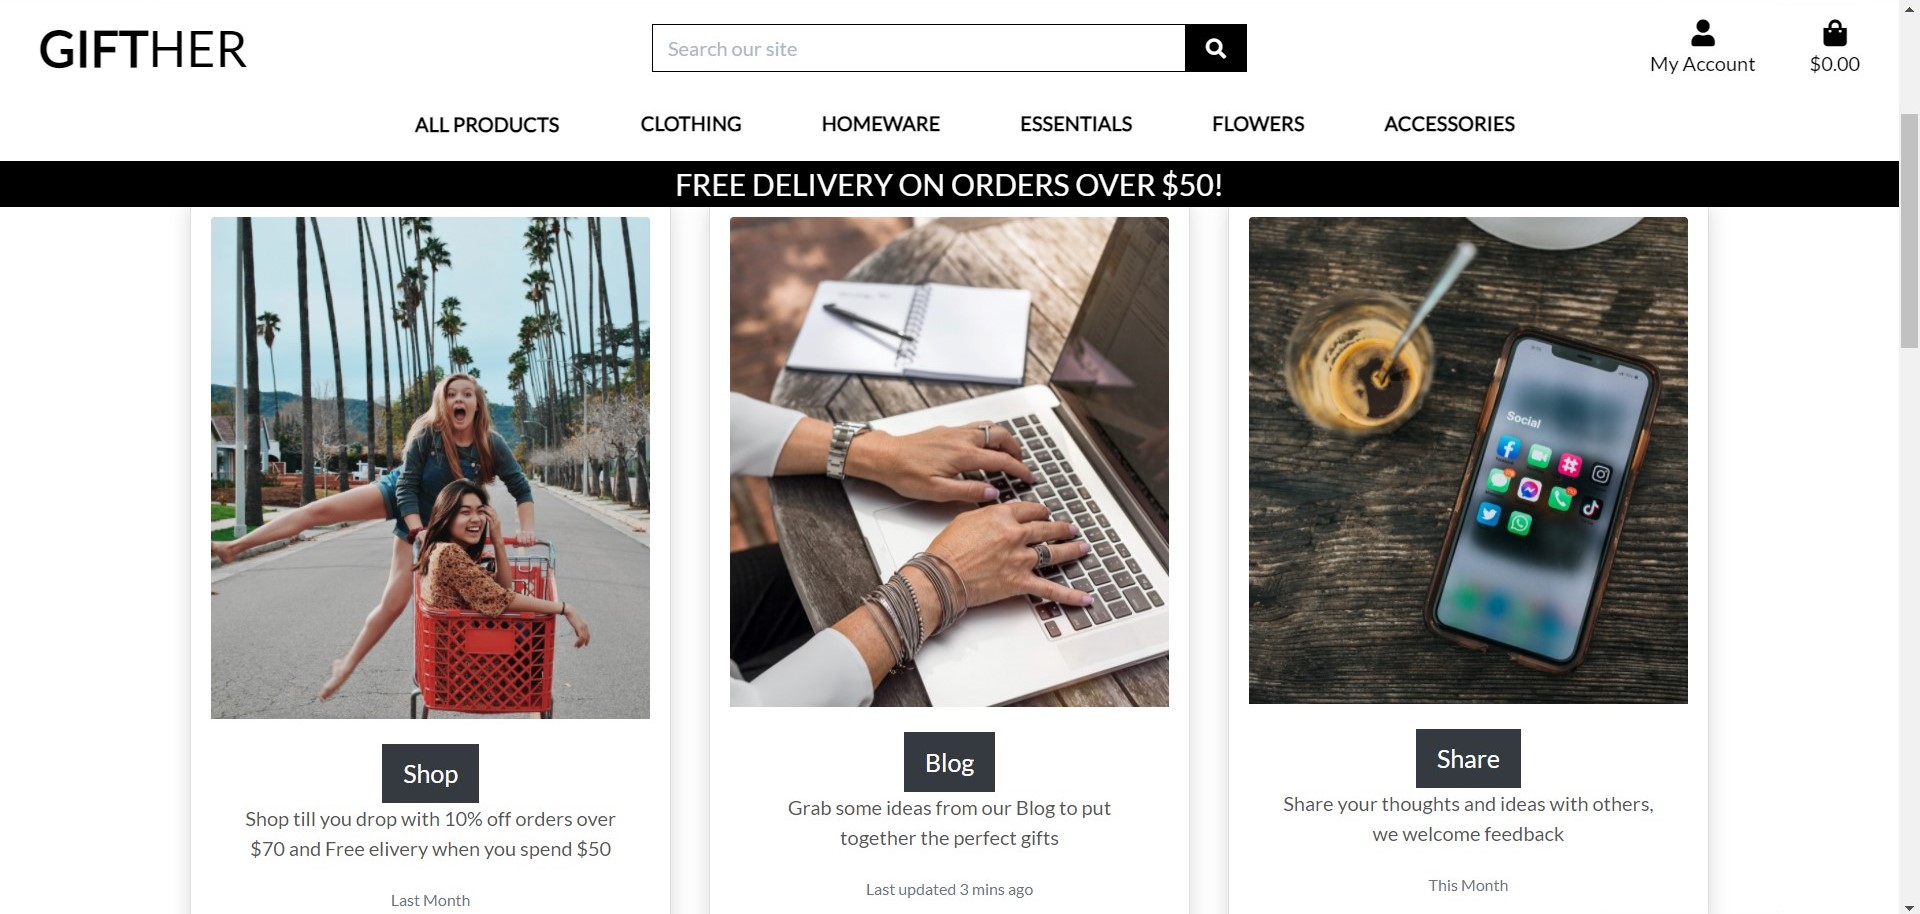 GIFTHER
Search our site
My Account
$0.00
ALL PRODUCTS
CLOTHING
HOMEWARE
ESSENTIALS
FLOWERS
ACCESSORIES
FREE DELIVERY ON ORDERS OVER $50!
Social
Shop
Shop till you drop with 10% off orders over
$70 and Free elivery when you spend $50
Last Month
Blog
Grab some ideas from our Blog to put
together the perfect gifts
Last updated 3 mins ago
Share
Share your thoughts and ideas with others,
we welcome feedback
This Month